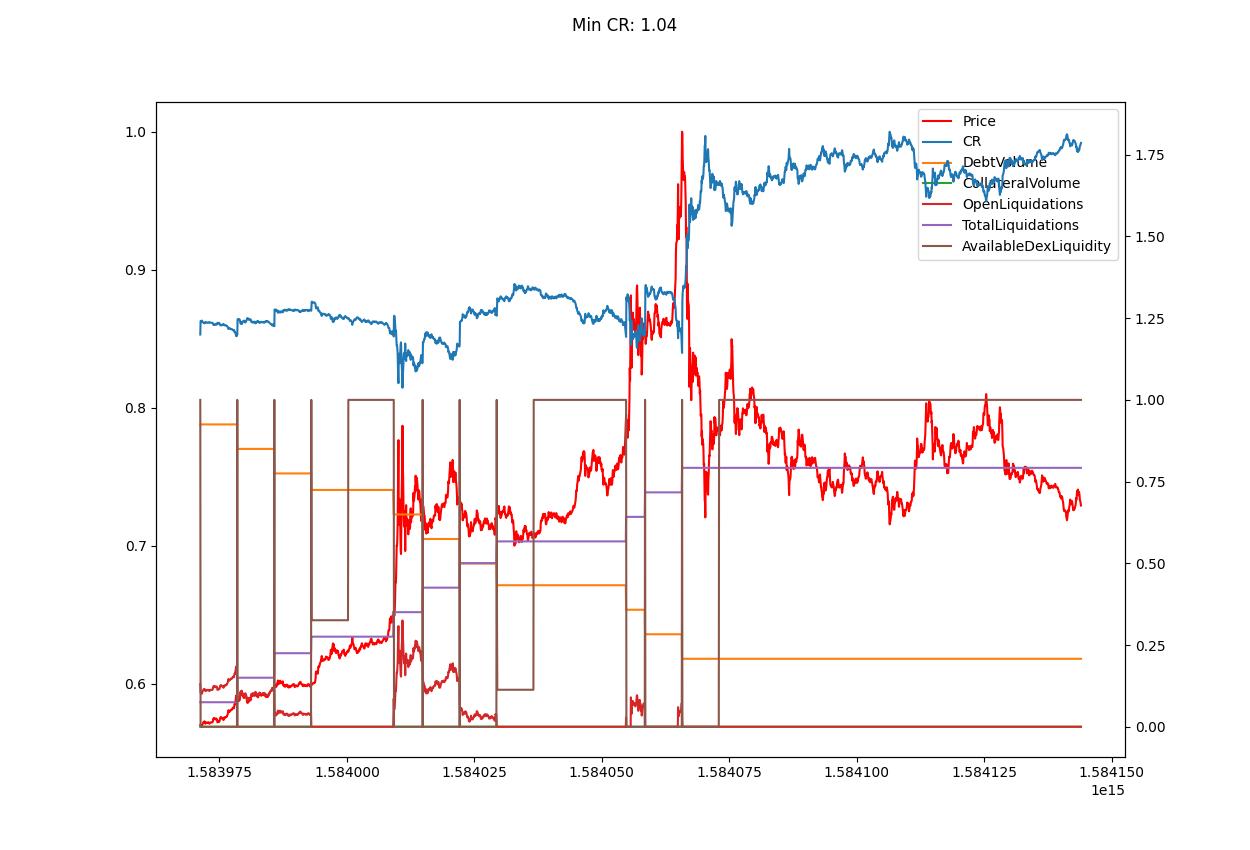 Min CR: 1.04
1.0
0.9
0.8
0.7
0.6
1.75
1.50
1.25
1.00
0.75
0.50
0.25
0.00
Price
CR
DebtVolume
CollateralVolume
OpenLiquidations
TotalLiquidations
AvailableDexLiquidity
1.583975 1.584000 1.584025 1.584050 1.584075 1.584100 1.584125 1.584150
1e15